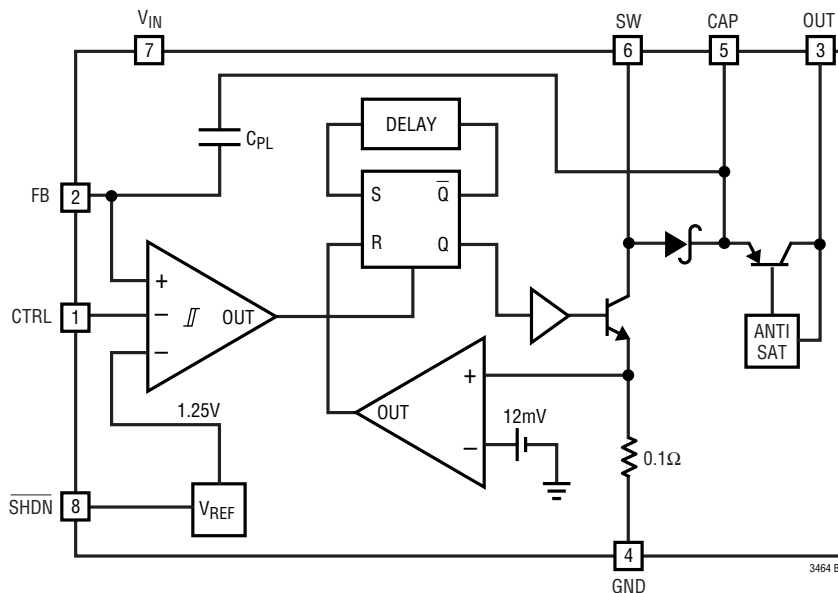 VIN
7
SW
6
CAP
5
OUT
3
DELAY
CPL
S
Q
R
Q
FB
2
+
CTRL
1
−
−
OUT
ANTI
SAT
+
OUT
−
12mV
0.1Ω
1.25V
SHDN
8
VREF
4
GND
3464 B